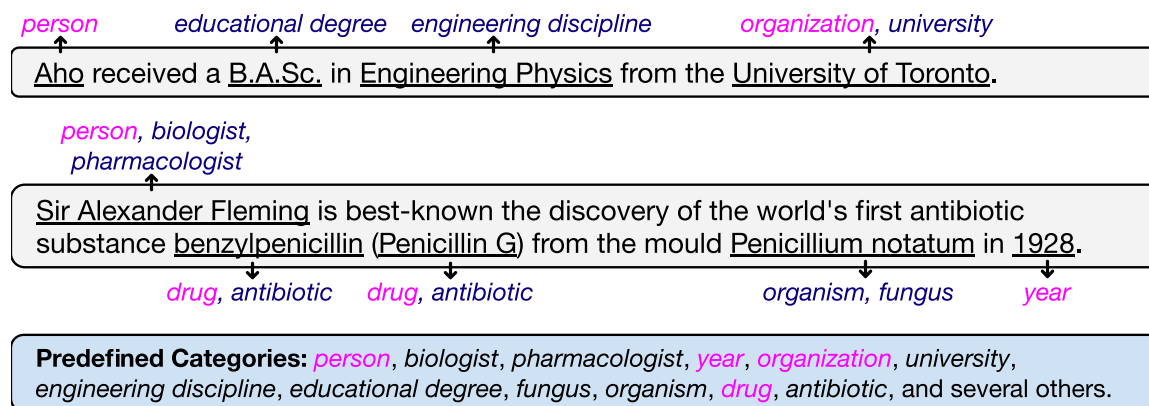 person educational degree engineering discipline organization, university
Aho received a B.A.Sc. in Engineering Physics from the University of Toronto.
person, biologist,
pharmacologist
Sir Alexander Fleming is best-known the discovery of the world's first antibiotic
substance benzylpenicillin (Penicillin G) from the mould Penicillium notatum in 1928.
drug, antibiotic drug, antibiotic organism, fungus year
Predefined Categories: person, biologist, pharmacologist, year, organization, university,
engineering discipline, educational degree, fungus, organism, drug, antibiotic, and several others.